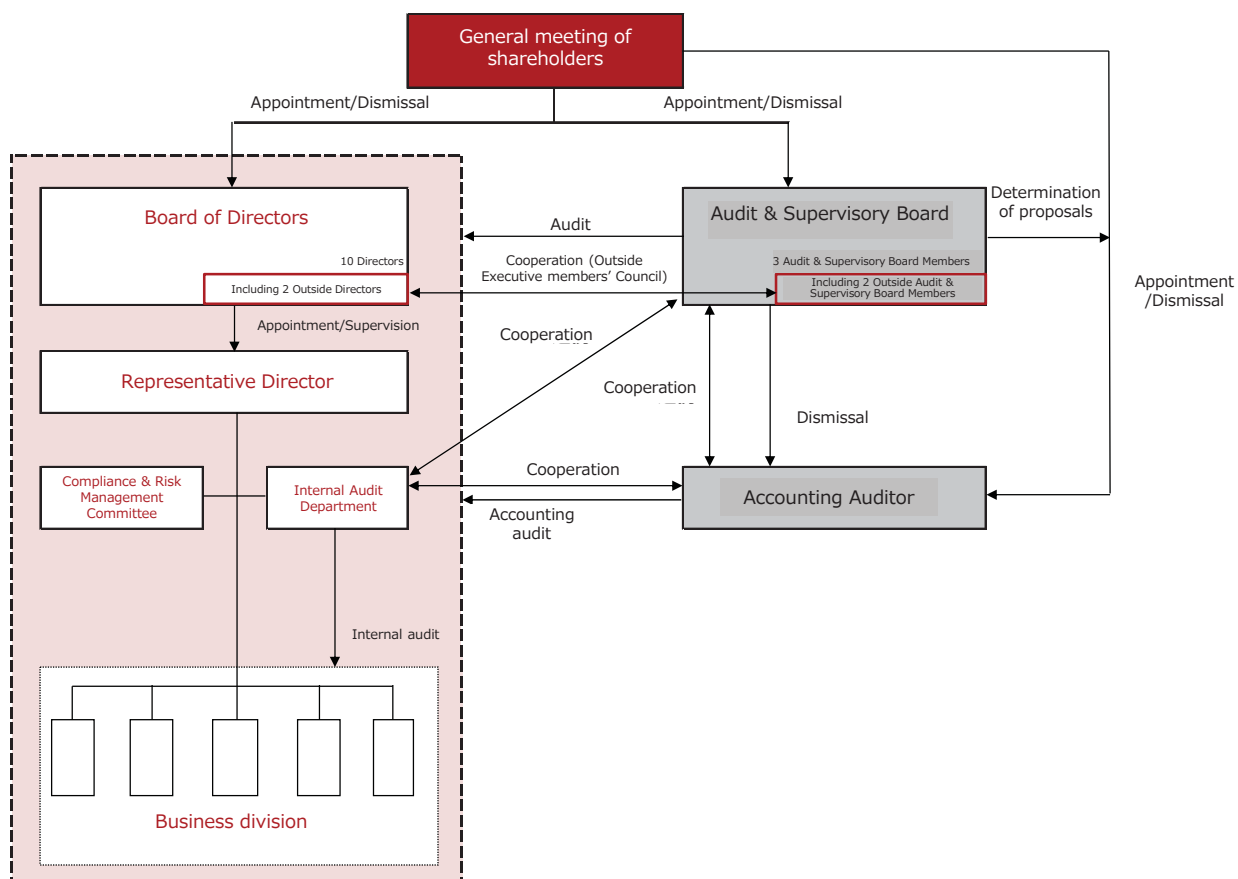 General meeting of
shareholders
Appointment/Dismissal
Appointment/Dismissal
Board of Directors
10 Directors
Including 2 Outside Directors
Audit
Cooperation (Outside
Executive members' Council)
Audit & Supervisory Board
3 Audit & Supervisory Board Members
Including 2 Outside Audit &
Supervisory Board Members
Determination
of proposals
Appointment
/Dismissal
Appointment/Supervision
Cooperation
Representative Director
Cooperation
Dismissal
Compliance & Risk
Management
Committee
Internal Audit
Department
Cooperation
Accounting
audit
Accounting Auditor
Internal audit
Business division